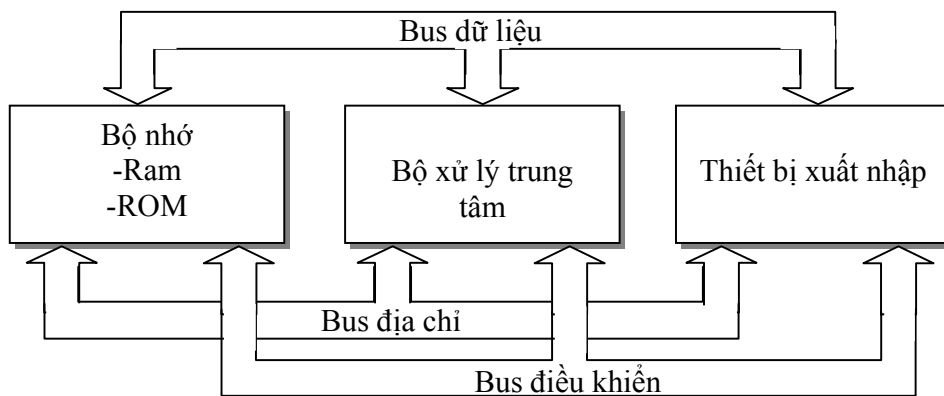 Bus dữ liệu
Bộ nhớ
-Ram
-ROM
Bộ xử lý trung
tâm
Thiết bị xuất nhập
Bus địa chỉ
Bus điều khiển